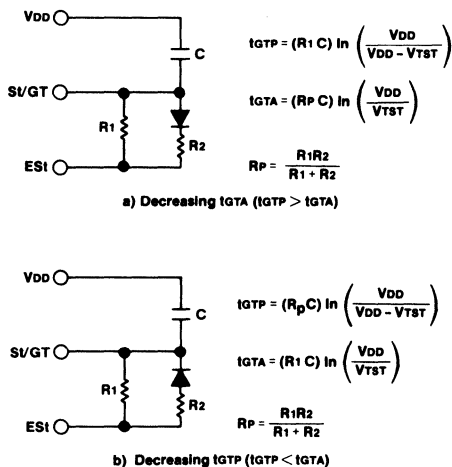 VDD
C
tGTP = (R1 C) ln ( VDD / VDD – VTST )
St/GT
R1
R2
tGTA = (RP C) ln ( VDD / VTST )
ESt
RP = R1R2 / R1 + R2
a) Decreasing tGTA (tGTP > tGTA)
VDD
C
tGTP = (RpC) ln ( VDD / VDD – VTST )
St/GT
R1
R2
tGTA = (R1 C) ln ( VDD / VTST )
ESt
RP = R1R2 / R1 + R2
b) Decreasing tGTP (tGTP < tGTA)